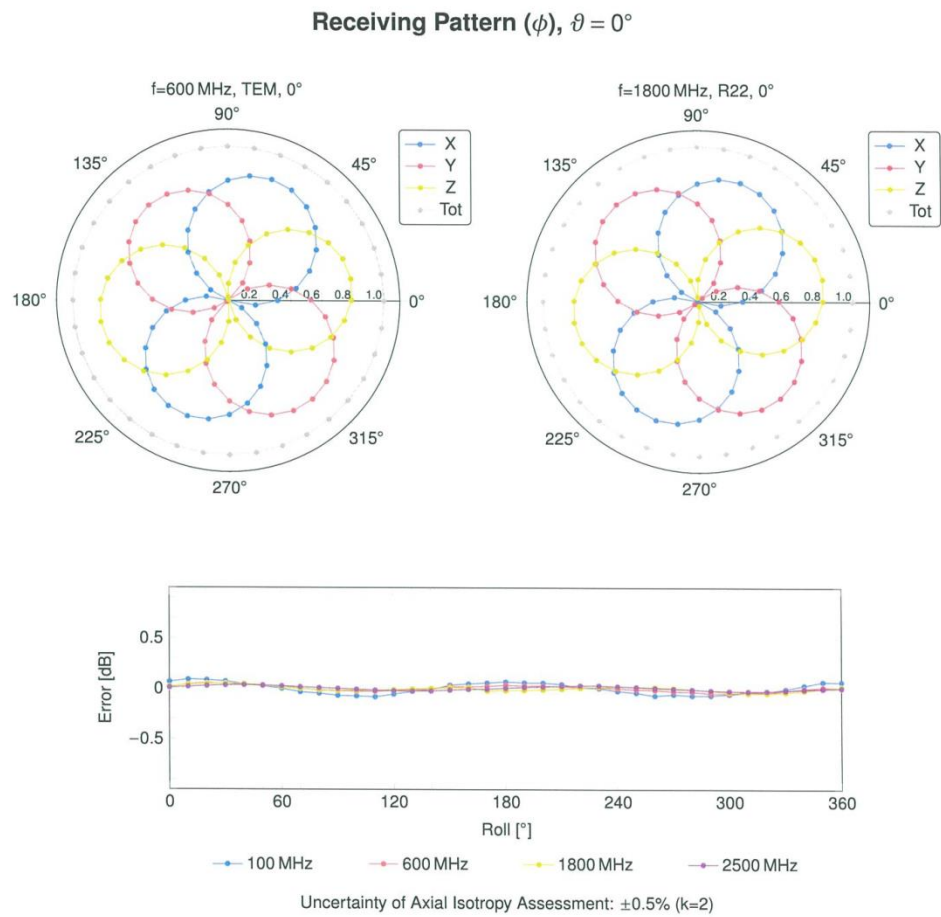 Receiving Pattern (ϕ), ϑ = 0°
f=600 MHz, TEM, 0°
90°
135°
45°
180°
0°
225°
315°
270°
0.2 0.4 0.6 0.8 1.0
X
Y
Z
Tot
f=1800 MHz, R22, 0°
90°
135°
45°
180°
0°
225°
315°
270°
0.2 0.4 0.6 0.8 1.0
X
Y
Z
Tot
Error [dB]
0.5
0
−0.5
0 60 120 180 240 300 360
Roll [°]
100 MHz 600 MHz 1800 MHz 2500 MHz
Uncertainty of Axial Isotropy Assessment: ±0.5% (k=2)